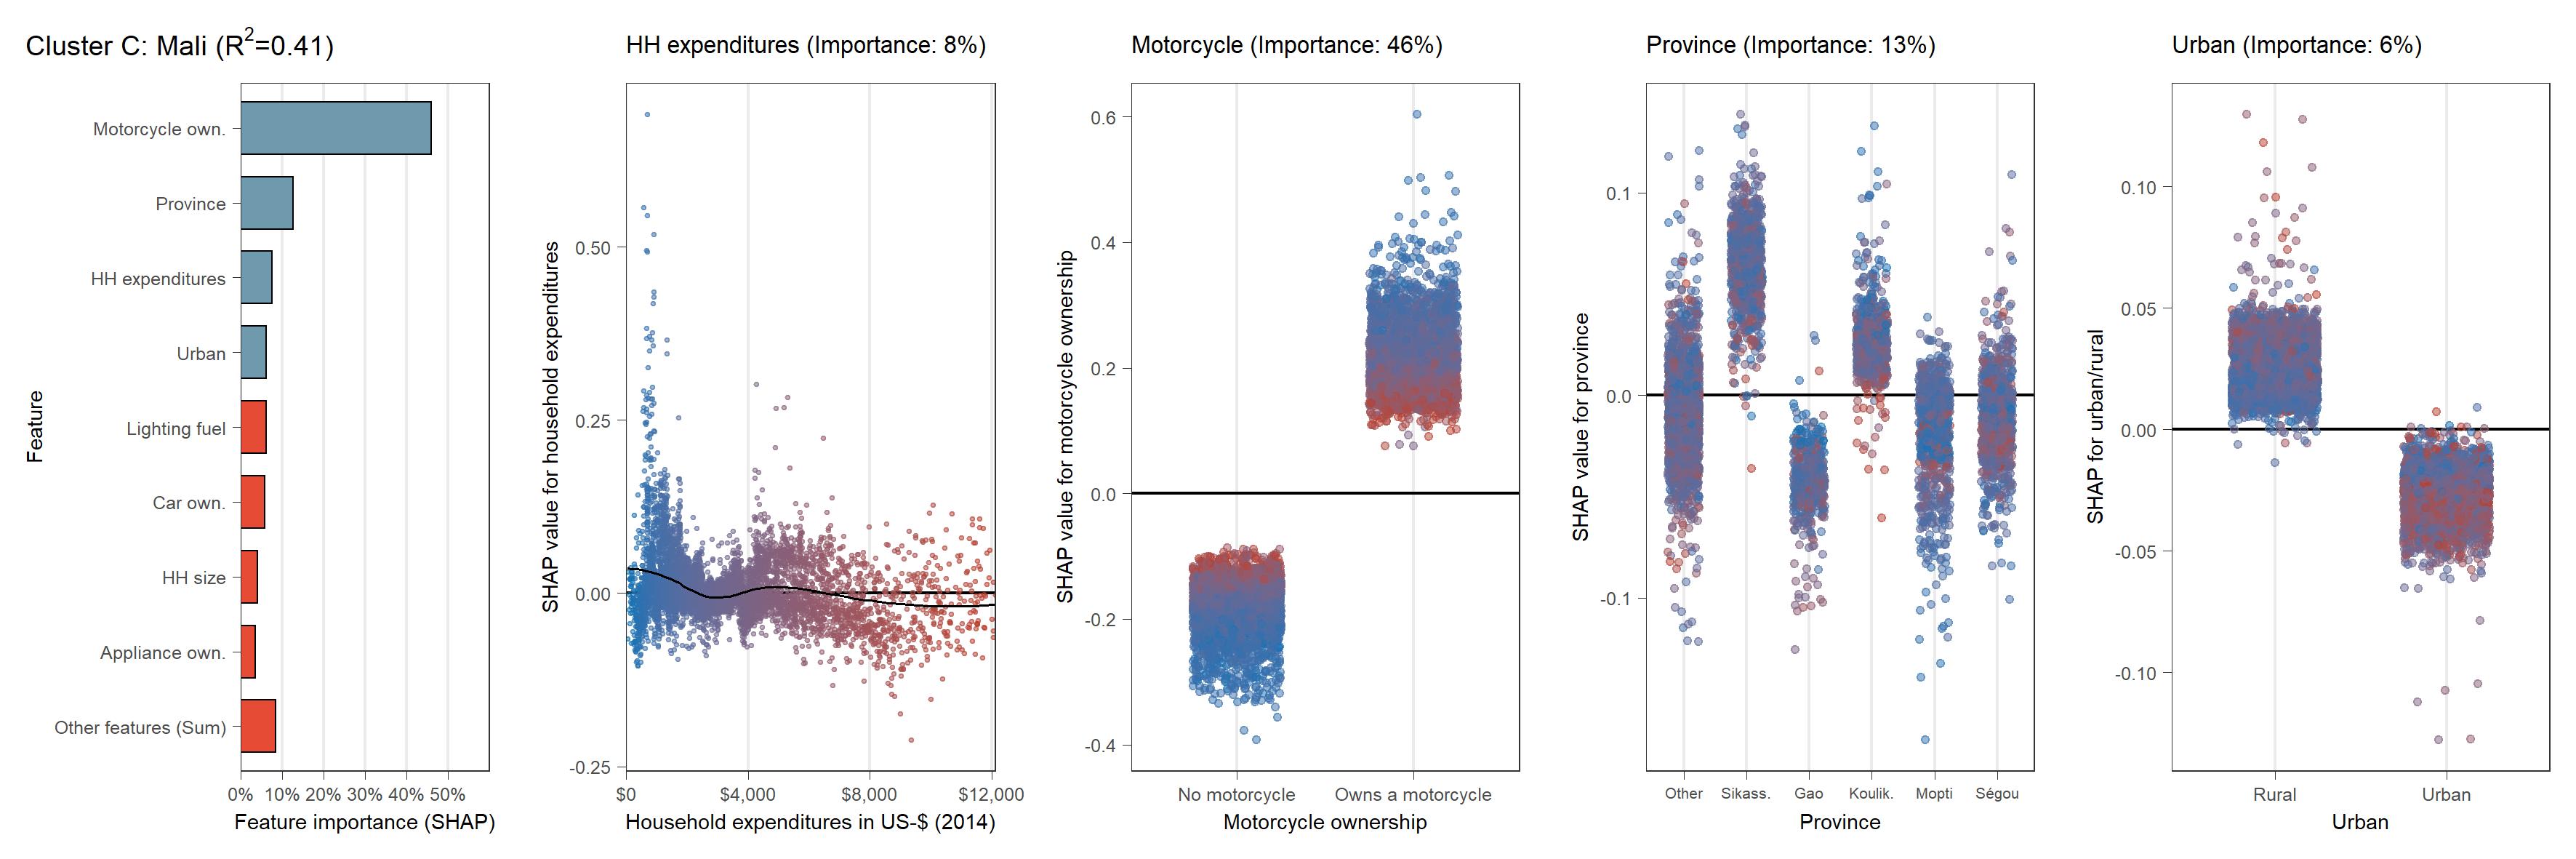 Cluster C: Mali (R²=0.41)
Feature
Motorcycle own.
Province
HH expenditures
Urban
Lighting fuel
Car own.
HH size
Appliance own.
Other features (Sum)
0% 10% 20% 30% 40% 50%
Feature importance (SHAP)
HH expenditures (Importance: 8%)
SHAP value for household expenditures
0.50
0.25
0.00
-0.25
$0 $4,000 $8,000 $12,000
Household expenditures in US-$ (2014)
Motorcycle (Importance: 46%)
SHAP value for motorcycle ownership
0.6
0.4
0.2
0.0
-0.2
-0.4
No motorcycle Owns a motorcycle
Motorcycle ownership
Province (Importance: 13%)
SHAP value for province
0.1
0.0
-0.1
Other Sikass. Gao Koulik. Mopti Ségou
Province
Urban (Importance: 6%)
SHAP for urban/rural
0.10
0.05
0.00
-0.05
-0.10
Rural Urban
Urban